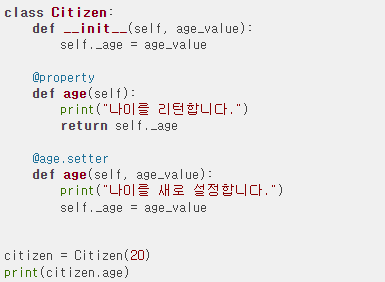 class Citizen:
    def __init__(self, age_value):
        self._age = age_value

    @property
    def age(self):
        print("나이를 리턴합니다.")
        return self._age

    @age.setter
    def age(self, age_value):
        print("나이를 새로 설정합니다.")
        self._age = age_value


citizen = Citizen(20)
print(citizen.age)